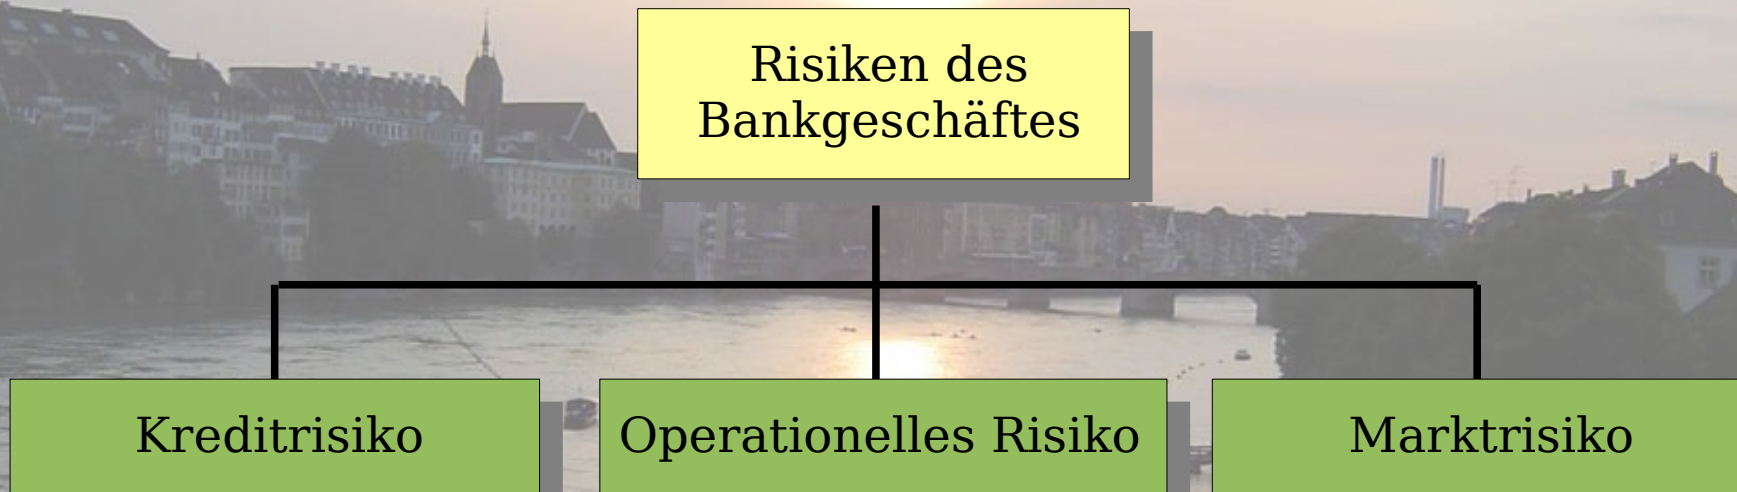 Risiken des
Bankgeschäftes
Kreditrisiko
Operationelles Risiko
Marktrisiko